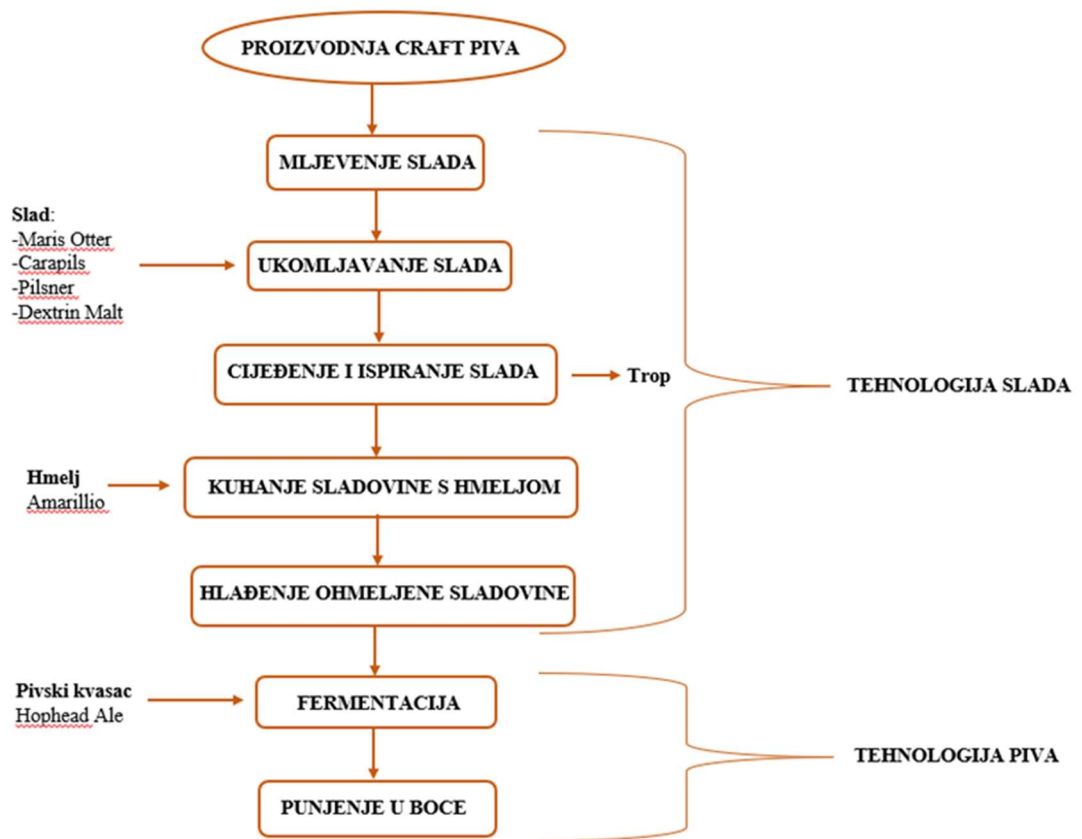 PROIZVODNJA CRAFT PIVA
MLJEVENJE SLADA
Slad:
-Maris Otter
-Carapils
-Pilsner
-Dextrin Malt
UKOMLJAVANJE SLADA
CIJEĐENJE I ISPIRANJE SLADA
Trop
TEHNOLOGIJA SLADA
Hmelj
Amarillio
KUHANJE SLADOVINE S HMELJOM
HLAĐENJE OHMELJENE SLADOVINE
Pivski kvasac
Hophead Ale
FERMENTACIJA
TEHNOLOGIJA PIVA
PUNJENJE U BOCE